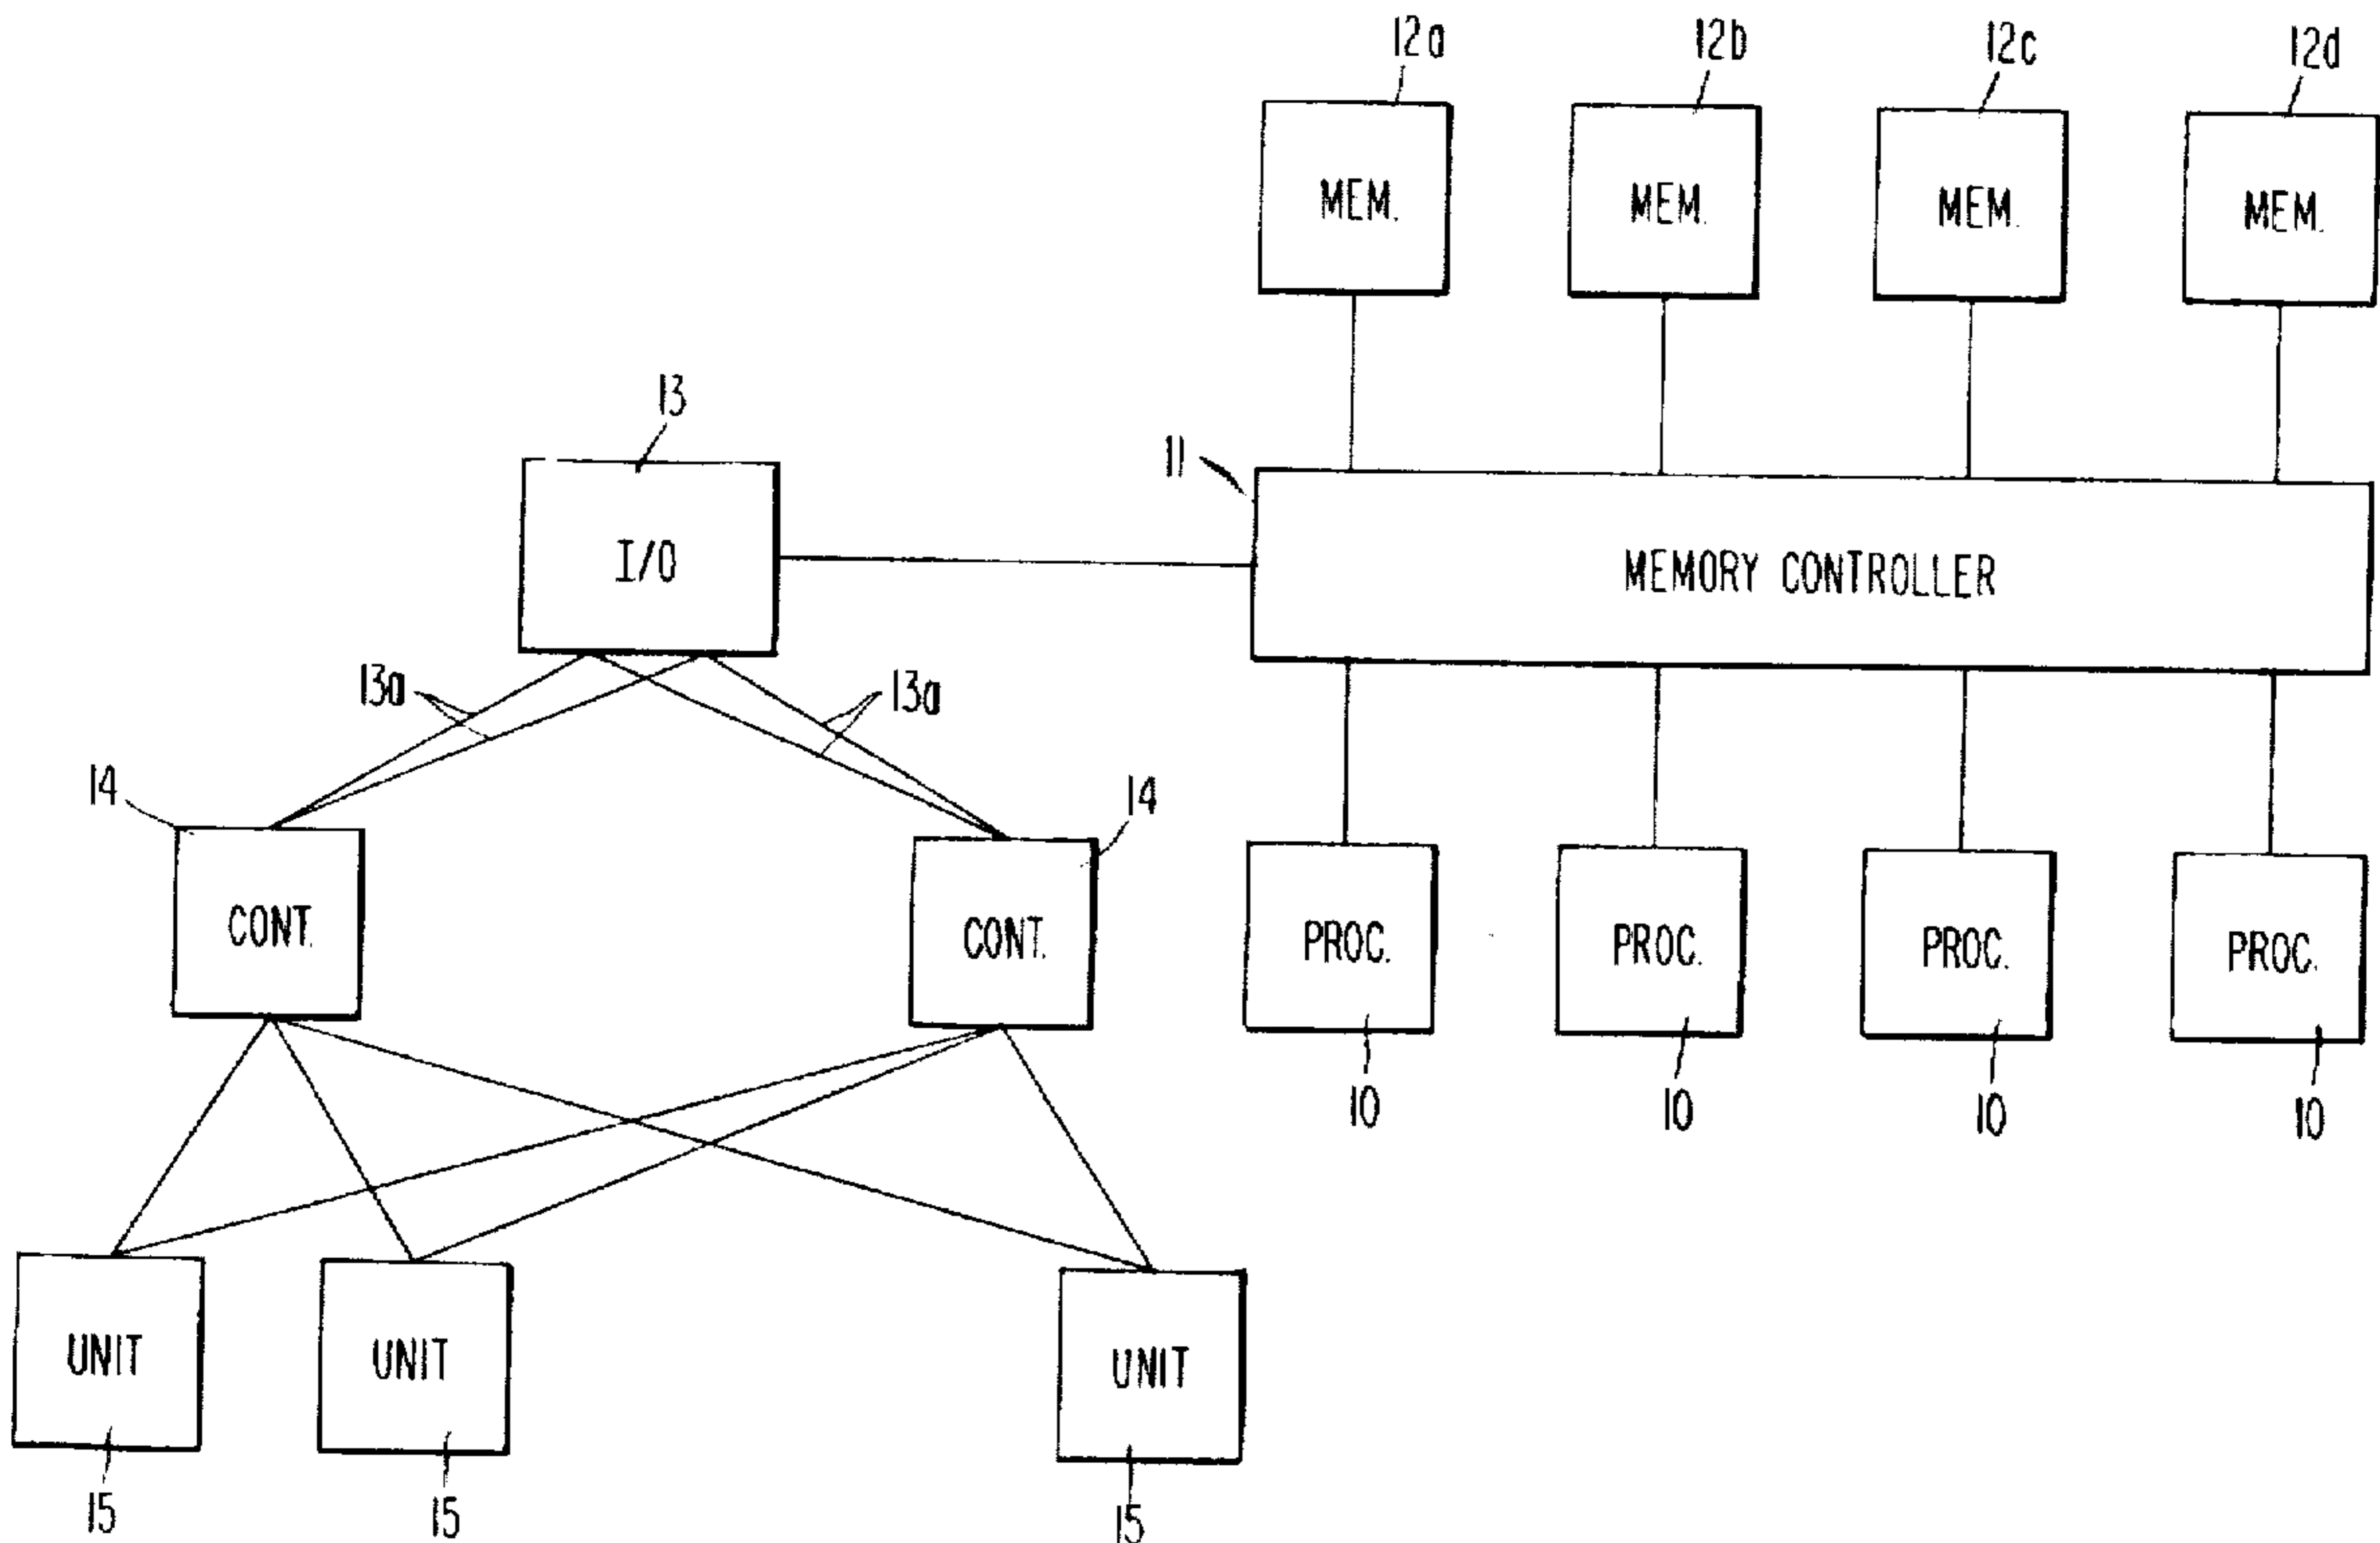 12a 12b 12c 12d
MEM. MEM. MEM. MEM.
13
11
I/O
MEMORY CONTROLLER
13a 13a
14 14
CONT. CONT.
PROC. PROC. PROC. PROC.
10 10 10 10
UNIT UNIT UNIT
15 15 15